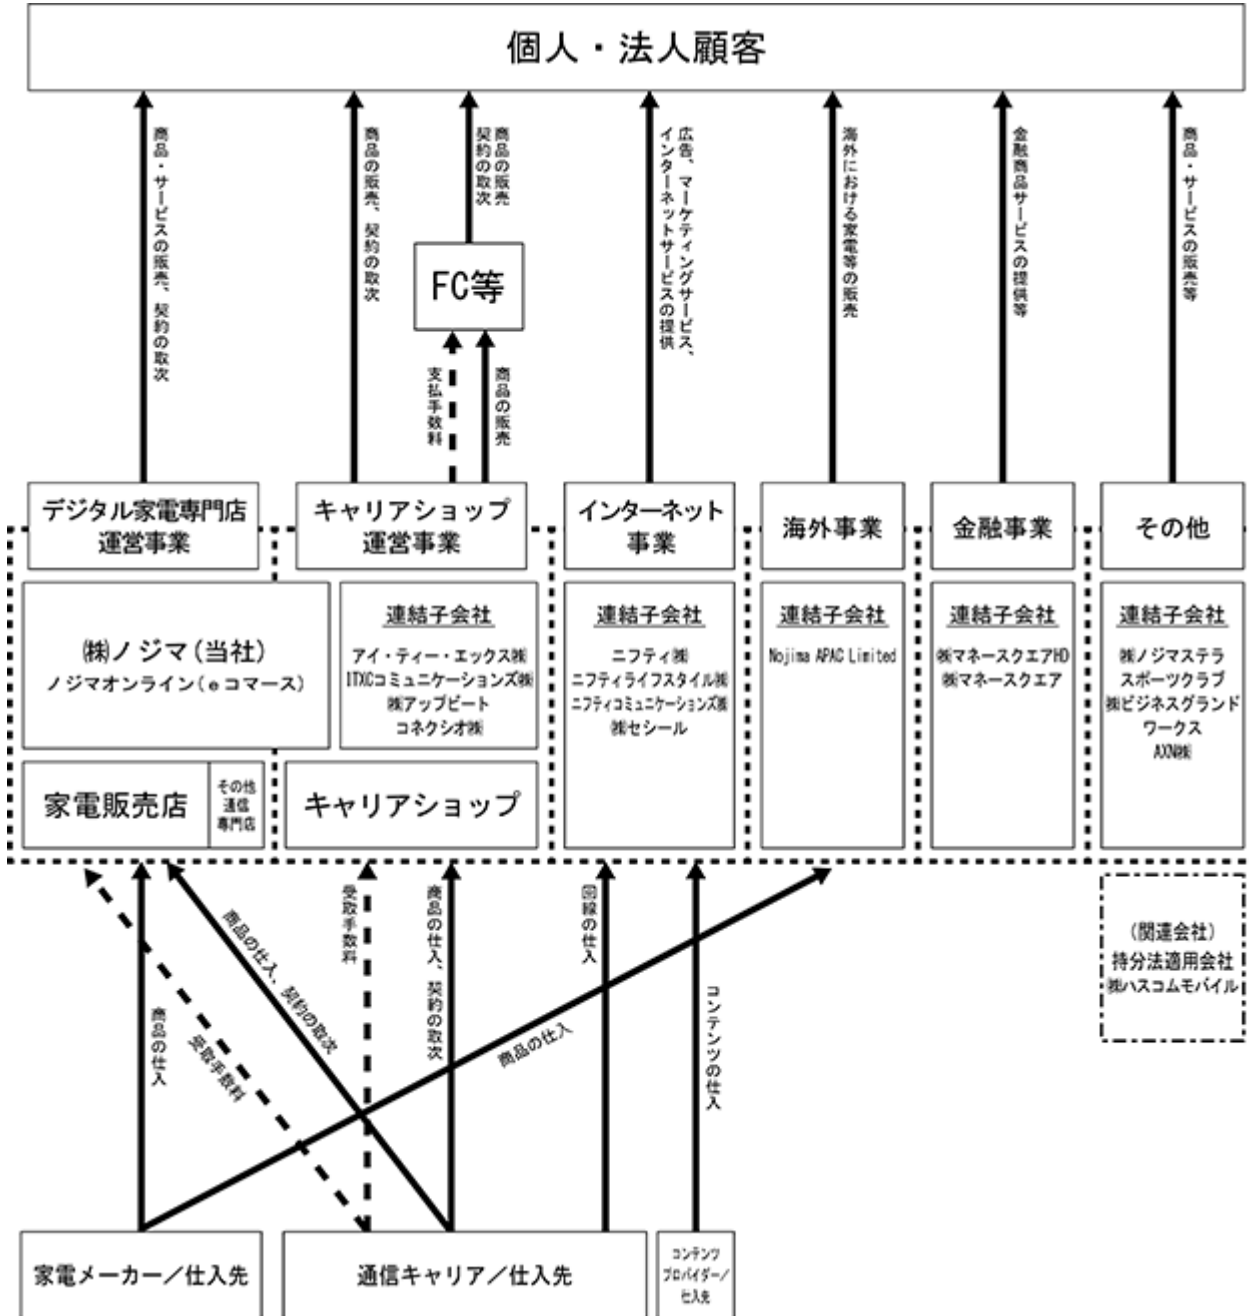 個人・法人顧客
商品・サービスの販売、契約の取次
商品の販売、契約の取次
商品の販売
契約の取次
広告、マーケティングサービス、
インターネットサービスの提供
海外における家電等の販売
金融商品サービスの提供等
商品・サービスの販売等
FC等
支払手数料
商品の販売
デジタル家電専門店
運営事業
キャリアショップ
運営事業
インターネット
事業
海外事業
金融事業
その他
㈱ノジマ(当社)
ノジマオンライン(eコマース)
連結子会社
アイ・ティー・エックス㈱
ITXコミュニケーションズ㈱
㈱アップビート
コネクシオ㈱
連結子会社
ニフティ㈱
ニフティライフスタイル㈱
ニフティコミュニケーションズ㈱
㈱セシール
連結子会社
Nojima APAC Limited
連結子会社
㈱マネースクエアHD
㈱マネースクエア
連結子会社
㈱ノジマステラ
スポーツクラブ
㈱ビジネスグランド
ワークス
AXN㈱
家電販売店
その他
通信
専門店
キャリアショップ
商品の仕入
受取手数料
商品の仕入、契約の取次
受取手数料
商品の仕入、契約の取次
商品の仕入
回線の仕入
コンテンツの仕入
(関連会社)
持分法適用会社
㈱ハスコムモバイル
家電メーカー/仕入先
通信キャリア/仕入先
コンテンツ
プロバイダー/
仕入先